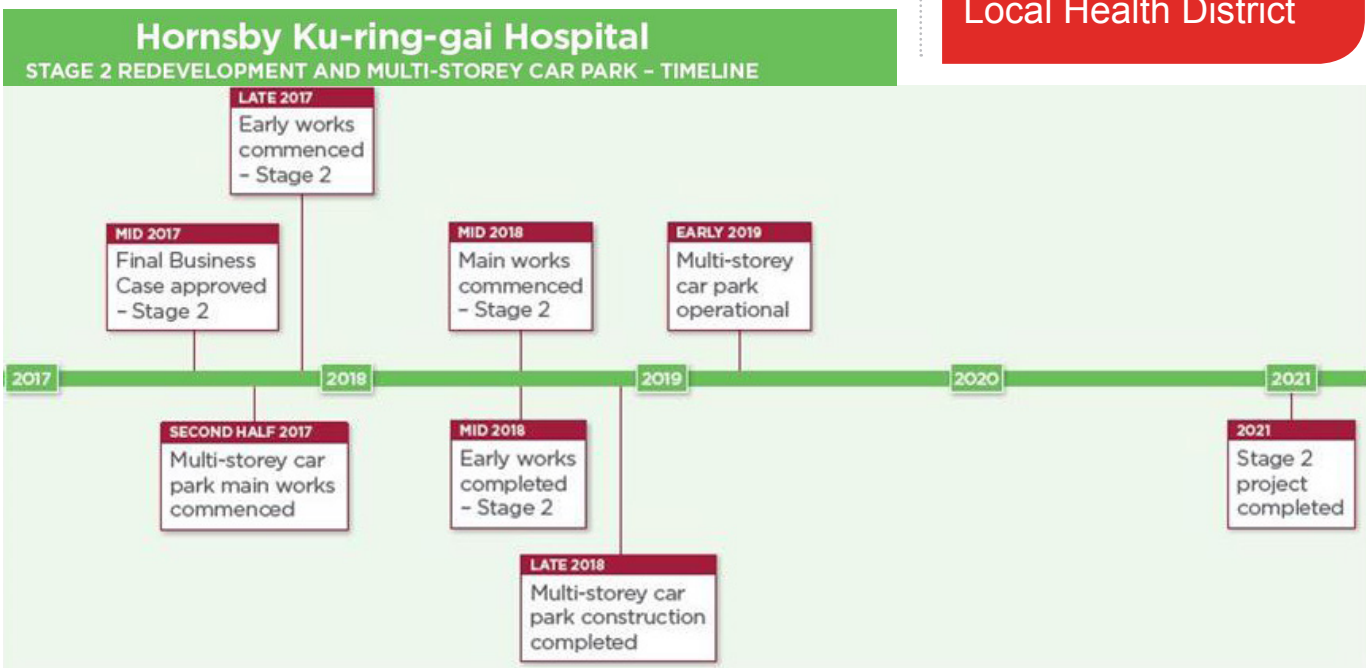 Local Health District
Hornsby Ku-ring-gai Hospital
STAGE 2 REDEVELOPMENT AND MULTI-STOREY CAR PARK – TIMELINE
LATE 2017
Early works
commenced
– Stage 2
MID 2017
Final Business
Case approved
– Stage 2
MID 2018
Main works
commenced
– Stage 2
EARLY 2019
Multi-storey
car park
operational
2017
2018
2019
2020
2021
SECOND HALF 2017
Multi-storey car
park main works
commenced
MID 2018
Early works
completed
– Stage 2
2021
Stage 2
project
completed
LATE 2018
Multi-storey car
park construction
completed